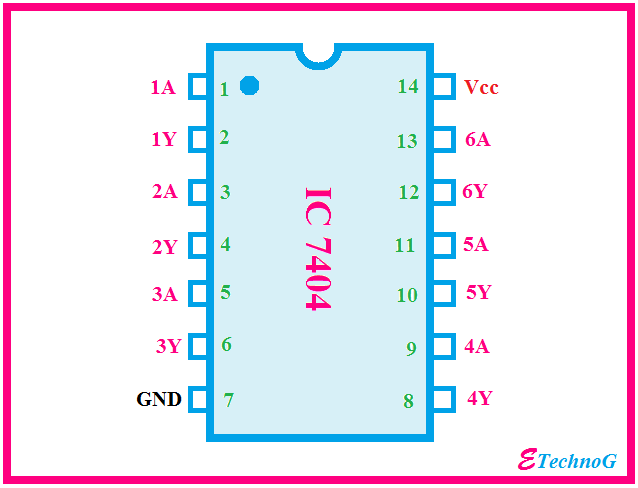 1A 1 14 Vcc
1Y 2 13 6A
2A 3 12 6Y
2Y 4 11 5A
3A 5 10 5Y
3Y 6 9 4A
GND 7 8 4Y
IC 7404
ETechnoG